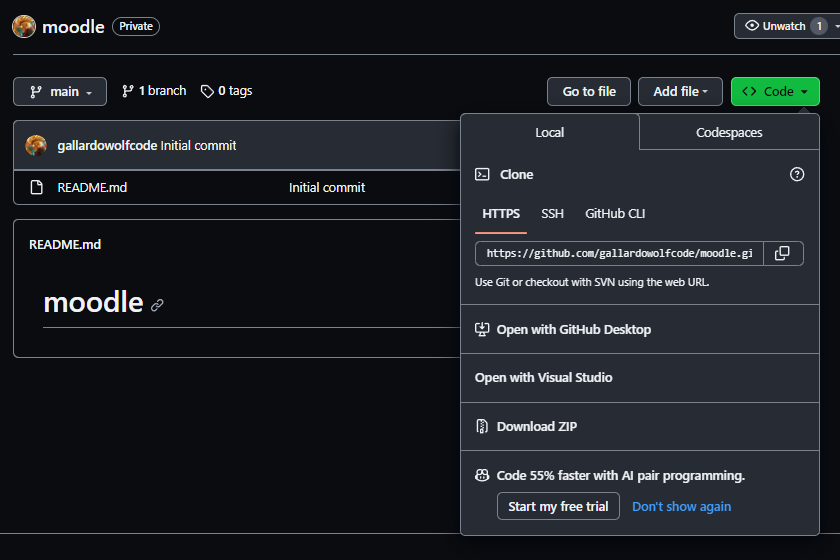 moodle Private
Unwatch 1
main 1 branch 0 tags
Go to file Add file Code
gallardowolfcode Initial commit
README.md Initial commit
README.md
moodle
Local Codespaces
Clone
HTTPS SSH GitHub CLI
https://github.com/gallardowolfcode/moodle.gi
Use Git or checkout with SVN using the web URL.
Open with GitHub Desktop
Open with Visual Studio
Download ZIP
Code 55% faster with AI pair programming.
Start my free trial Don't show again